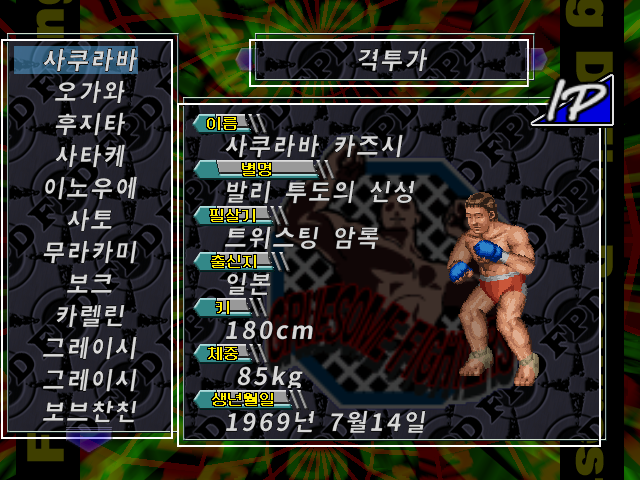 격투가
1P
사쿠라바
오가와
후지타
사타케
이노우에
사토
무라카미
보크
카렐린
그레이시
그레이시
보브찬친
이름
사쿠라바 카즈시
별명
발리 투도의 신성
필살기
트위스팅 암록
출신지
일본
키
180cm
체중
85kg
생년월일
1969년 7월14일